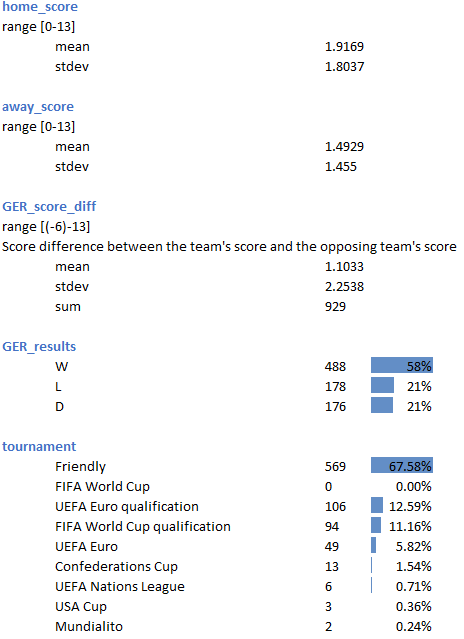 home_score
range [0-13]
mean 1.9169
stdev 1.8037
away_score
range [0-13]
mean 1.4929
stdev 1.455
GER_score_diff
range [(-6)-13]
Score difference between the team's score and the opposing team's score
mean 1.1033
stdev 2.2538
sum 929
GER_results
W 488 58%
L 178 21%
D 176 21%
tournament
Friendly 569 67.58%
FIFA World Cup 0 0.00%
UEFA Euro qualification 106 12.59%
FIFA World Cup qualification 94 11.16%
UEFA Euro 49 5.82%
Confederations Cup 13 1.54%
UEFA Nations League 6 0.71%
USA Cup 3 0.36%
Mundialito 2 0.24%